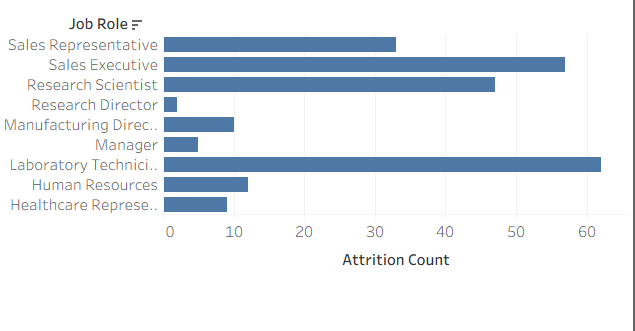 Job Role
Sales Representative
Sales Executive
Research Scientist
Research Director
Manufacturing Direc..
Manager
Laboratory Technici..
Human Resources
Healthcare Represe..
0 10 20 30 40 50 60
Attrition Count